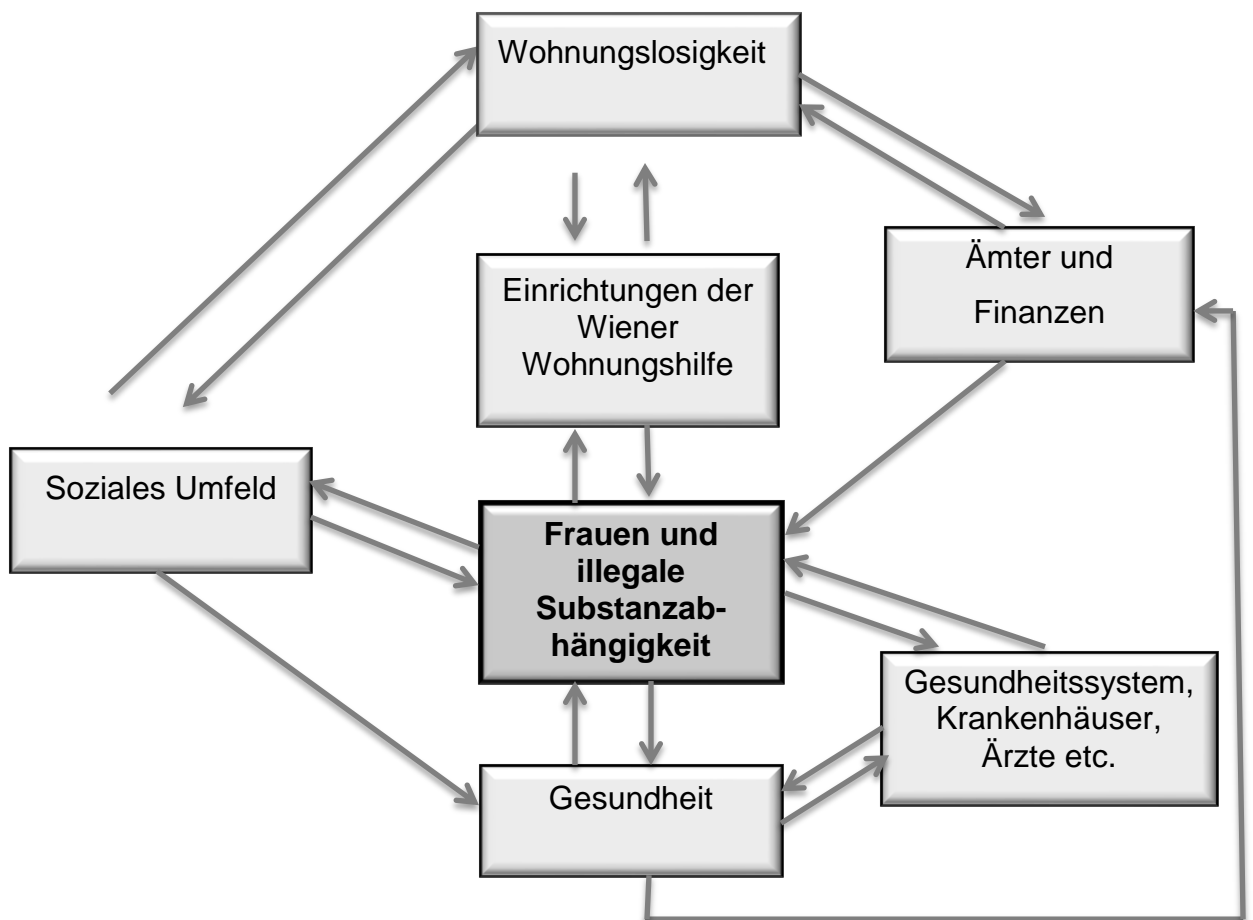 Wohnungslosigkeit
Ämter und
Finanzen
Einrichtungen der
Wiener
Wohnungshilfe
Soziales Umfeld
Frauen und
illegale
Substanzab-
hängigkeit
Gesundheitssystem,
Krankenhäuser,
Ärzte etc.
Gesundheit